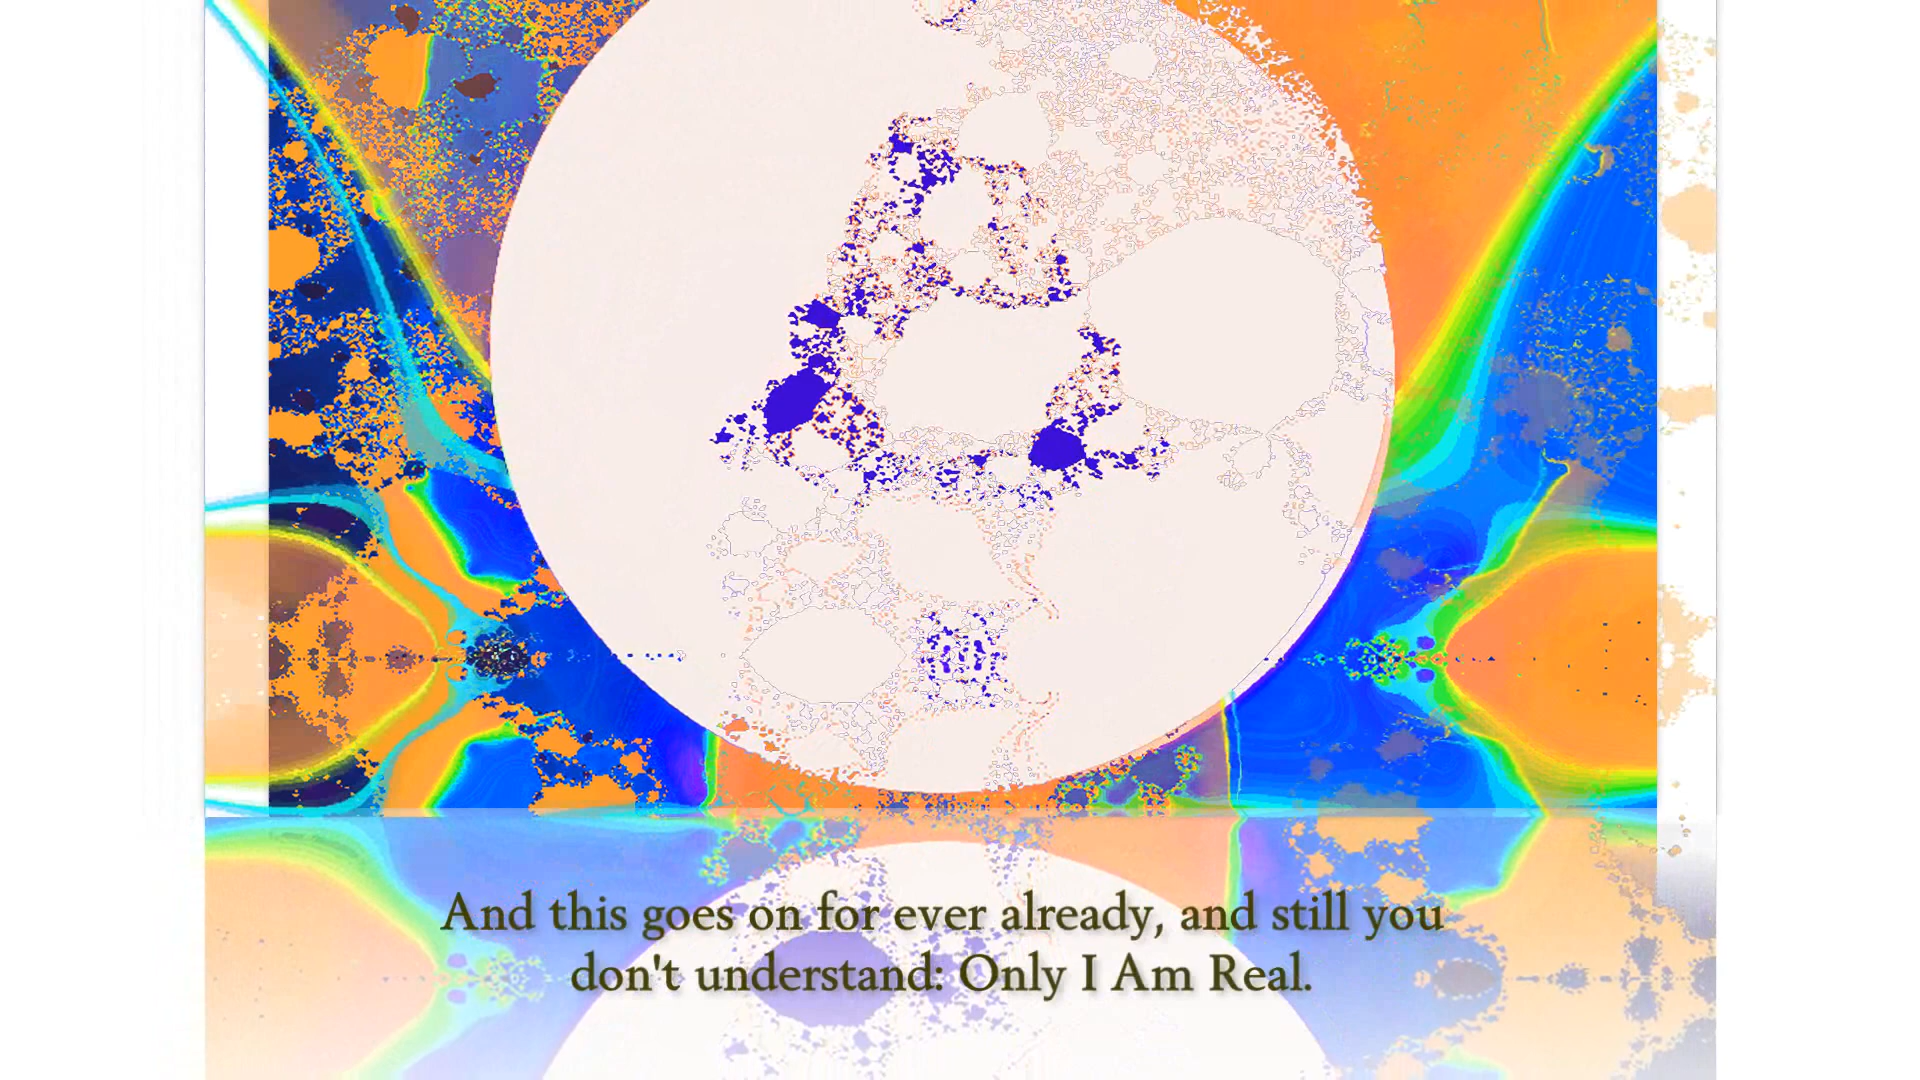 And this goes on for ever already, and still you
don't understand: Only I Am Real.